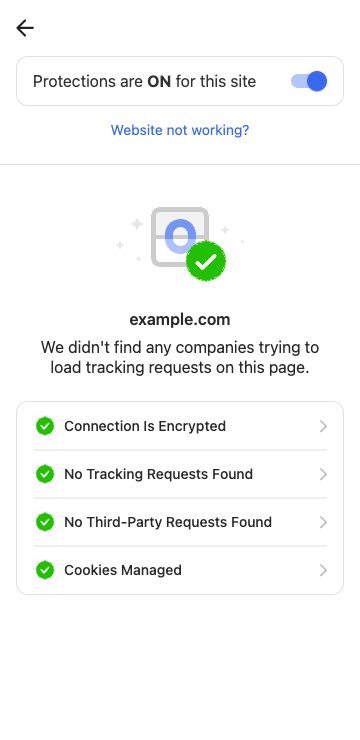 Protections are ON for this site
Website not working?
example.com
We didn't find any companies trying to
load tracking requests on this page.
Connection Is Encrypted
No Tracking Requests Found
No Third-Party Requests Found
Cookies Managed